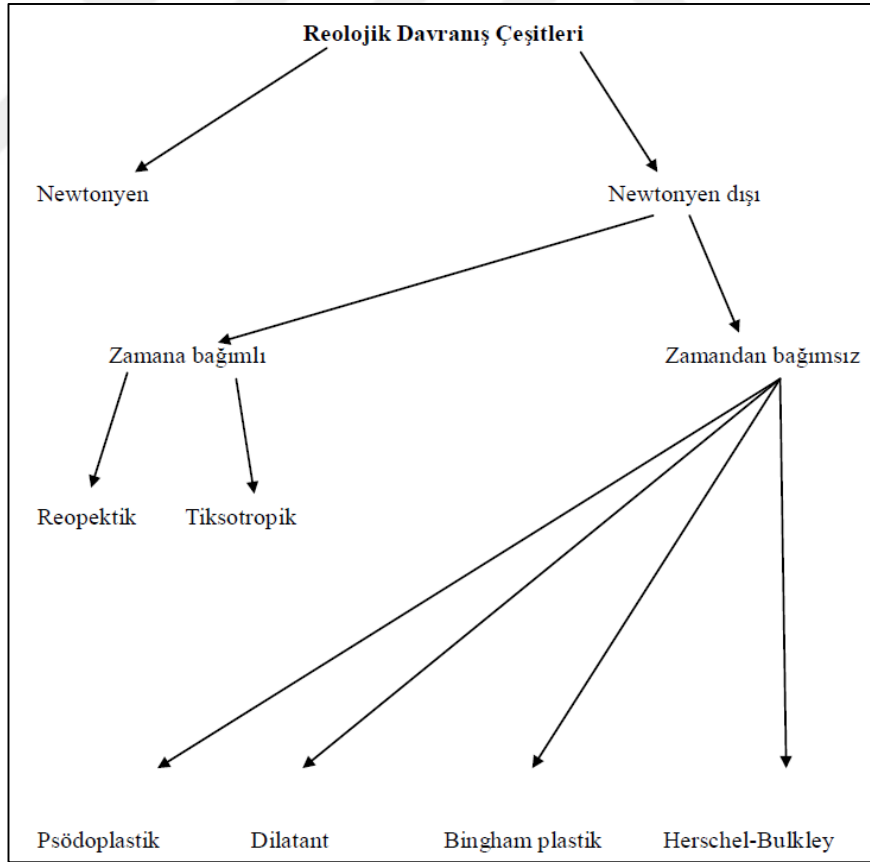 Reolojik Davranış Çeşitleri
Newtonyen Newtonyen dışı
Zamana bağımlı Zamandan bağımsız
Reopektik Tiksotropik
Psödoplastik Dilatant Bingham plastik Herschel-Bulkley